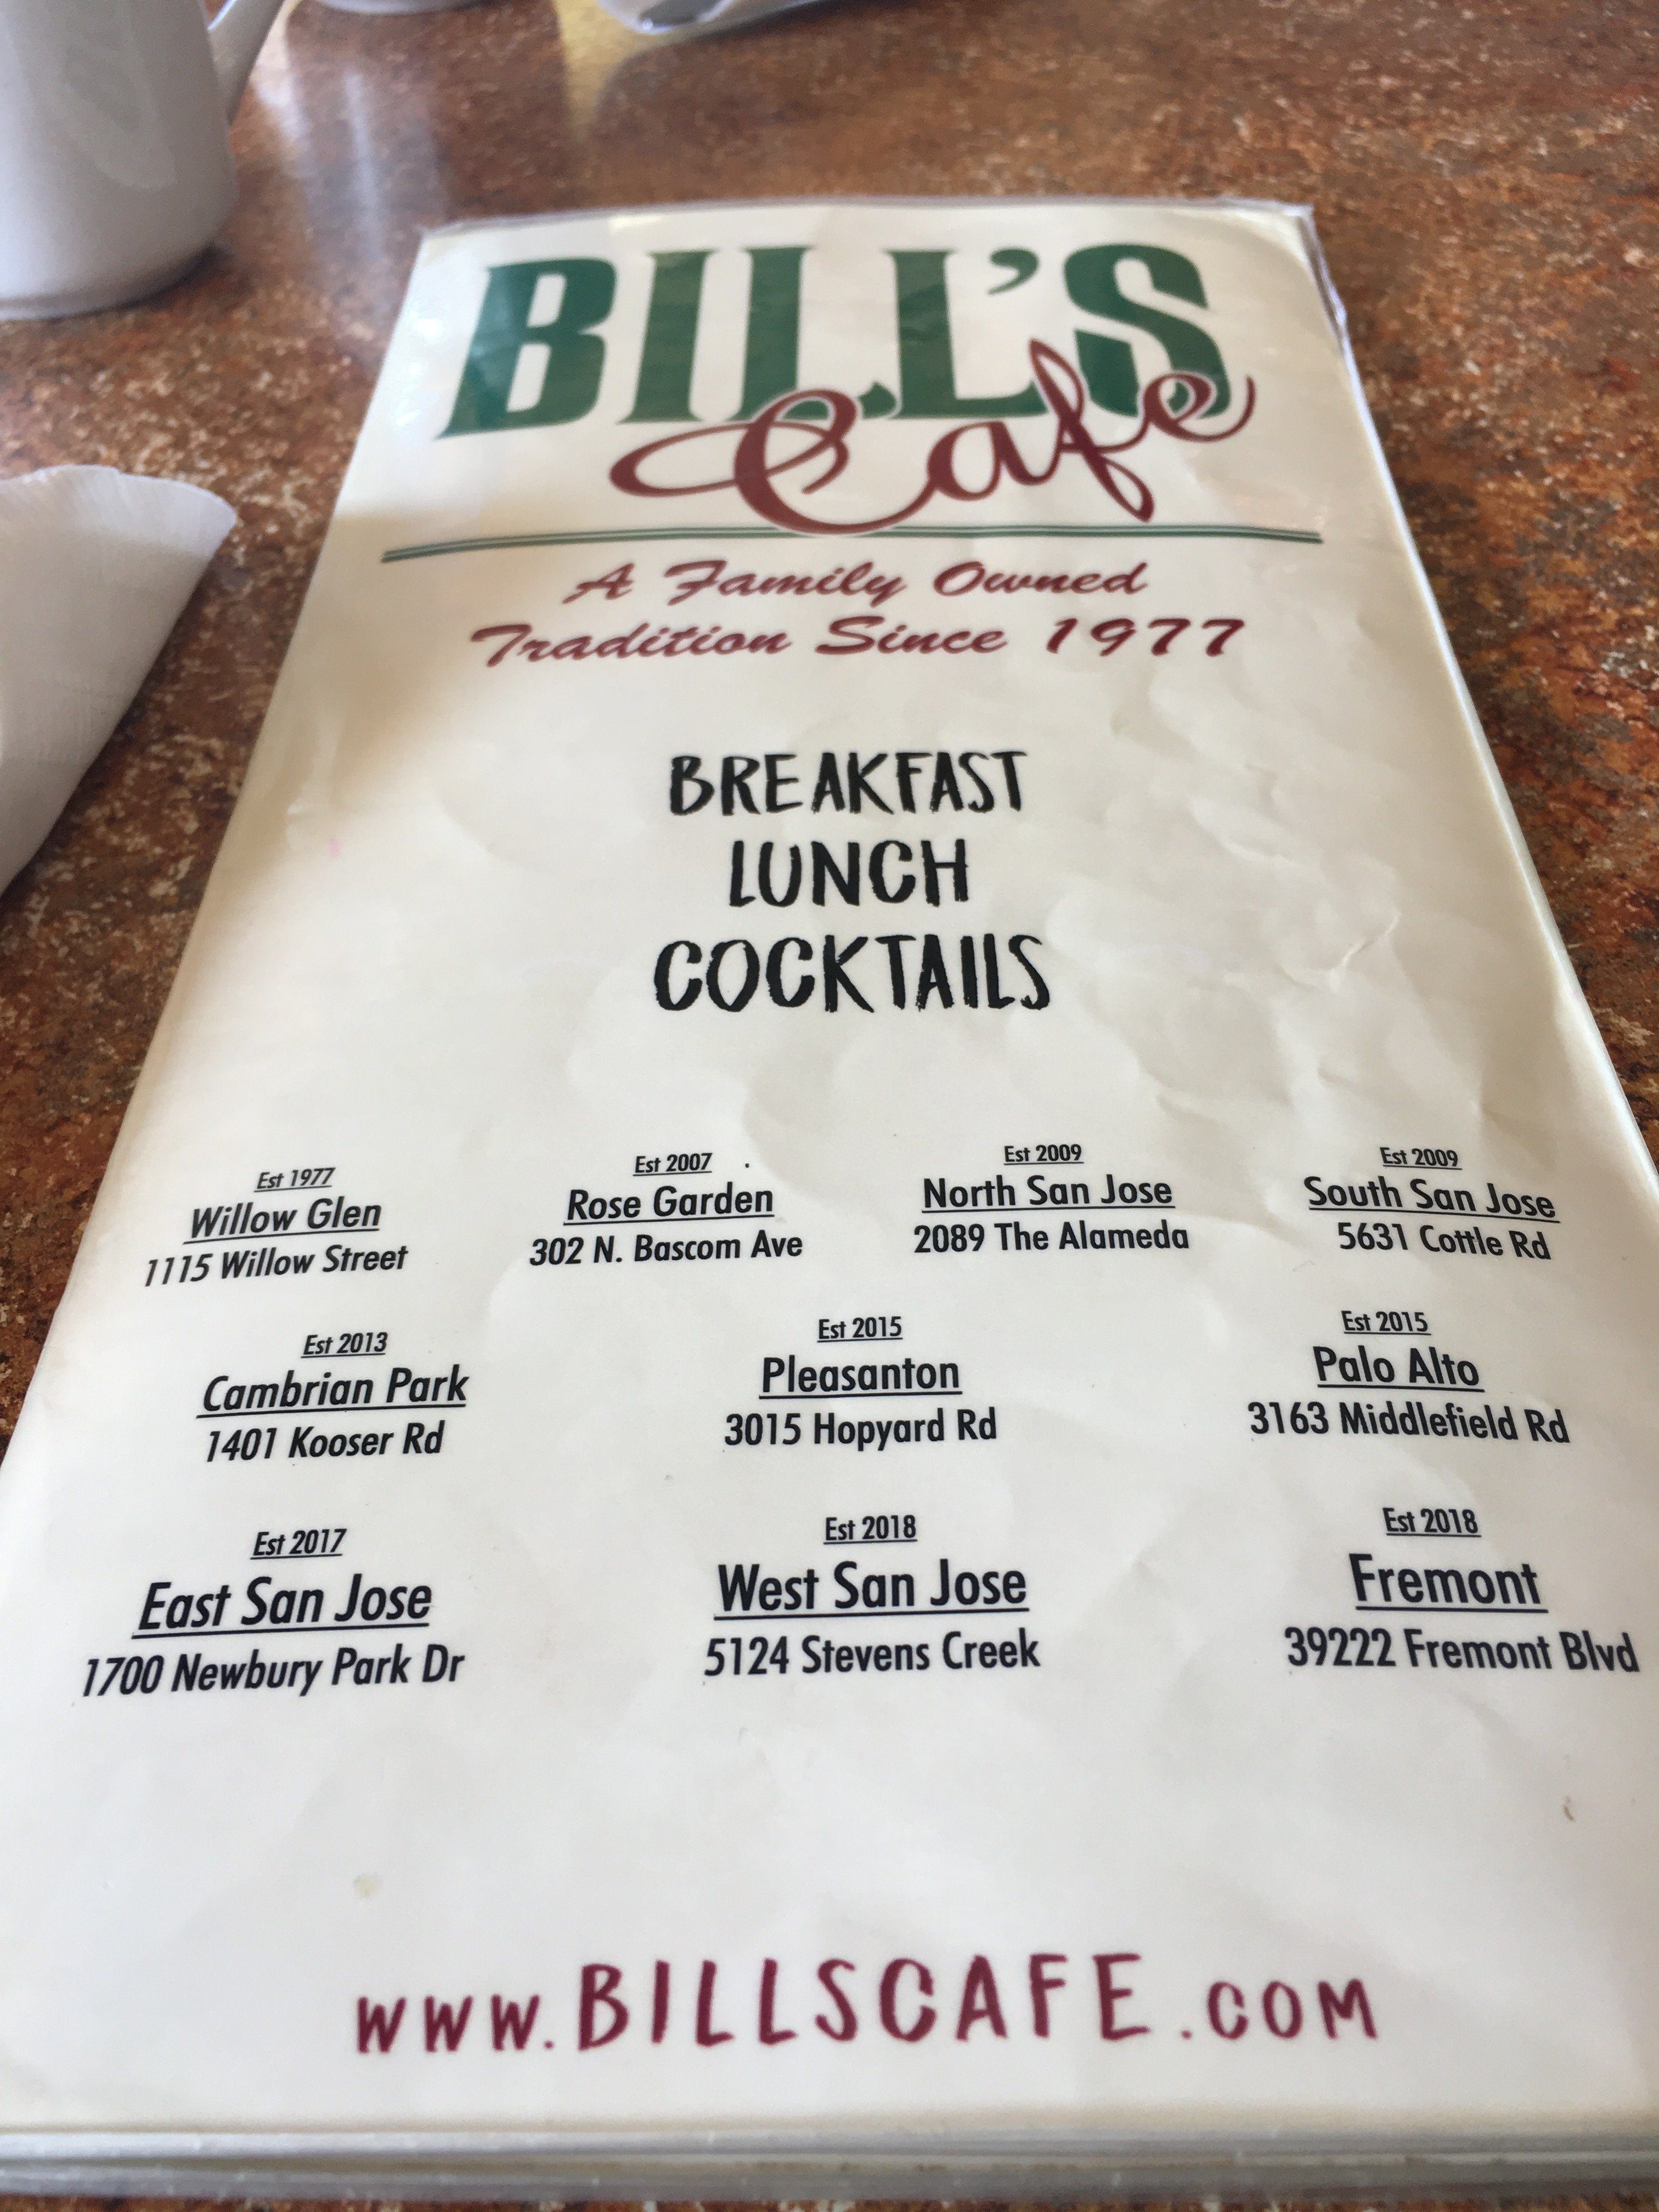 BILL'S
Cafe
A Family Owned
Tradition Since 1977
BREAKFAST
LUNCH
COCKTAILS
Est 1977
Willow Glen
1115 Willow Street
Est 2007
Rose Garden
302 N. Bascom Ave
Est 2009
North San Jose
2089 The Alameda
Est 2009
South San Jose
5631 Cottle Rd
Est 2013
Cambrian Park
1401 Kooser Rd
Est 2015
Pleasanton
3015 Hopyard Rd
Est 2015
Palo Alto
3163 Middlefield Rd
Est 2017
East San Jose
1700 Newbury Park Dr
Est 2018
West San Jose
5124 Stevens Creek
Est 2018
Fremont
39222 Fremont Blvd
www.BILLSCAFE.COM